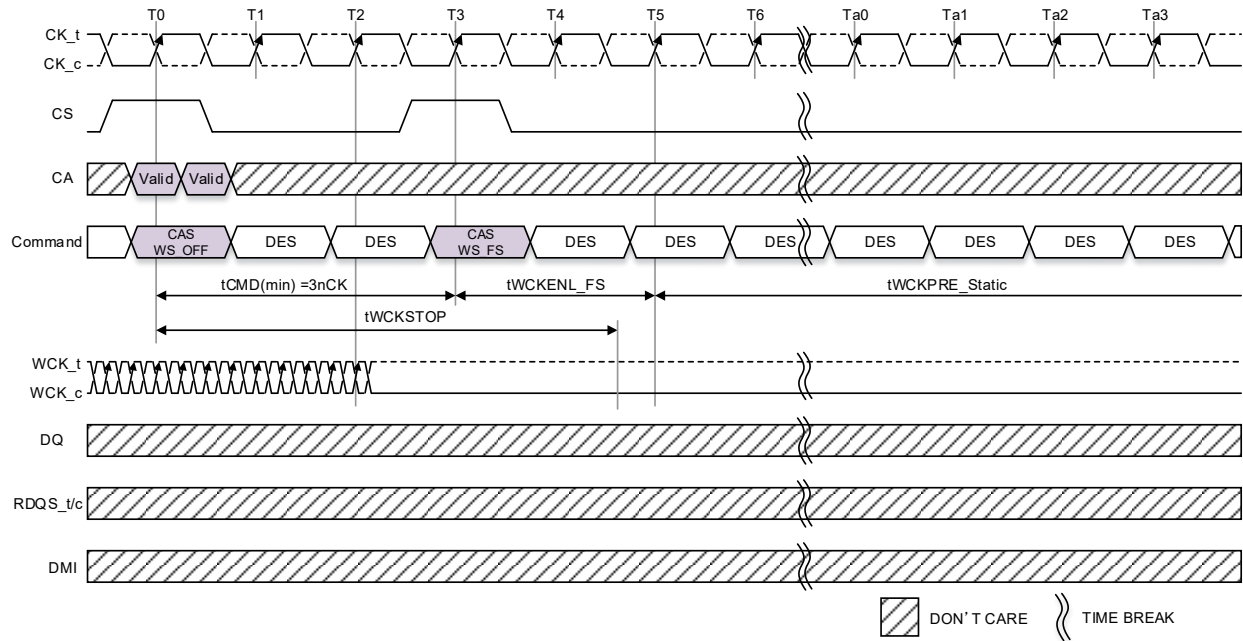 T0 T1 T2 T3 T4 T5 T6 Ta0 Ta1 Ta2 Ta3
CK_t
CK_c
CS
CA Valid Valid
Command CAS WS_OFF DES DES CAS WS_FS DES DES DES DES DES DES DES
tCMD(min) =3nCK tWCKENL_FS tWCKPRE_Static
tWCKSTOP
WCK_t
WCK_c
DQ
RDQS_t/c
DMI
DON'T CARE TIME BREAK